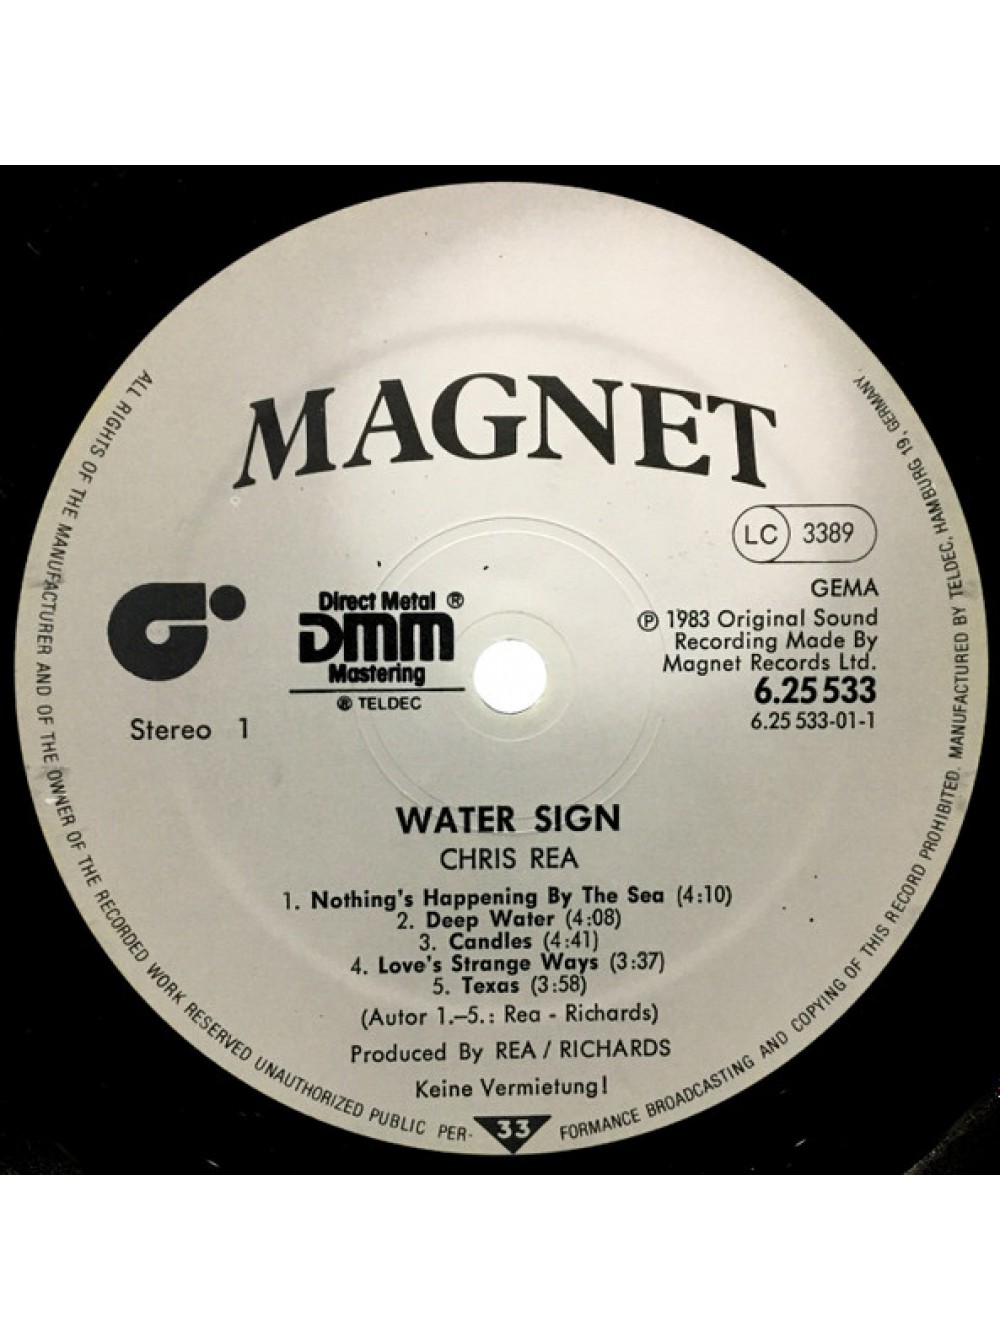 MAGNET
LC 3389
GEMA
Ⓟ 1983 Original Sound
Recording Made By
Magnet Records Ltd.
6.25 533
6.25 533-01-1
Direct Metal ®
DMM
Mastering
® TELDEC
Stereo 1
WATER SIGN
CHRIS REA
1. Nothing's Happening By The Sea (4:10)
2. Deep Water (4:08)
3. Candles (4:41)
4. Love's Strange Ways (3:37)
5. Texas (3:58)
(Autor 1.–5.: Rea - Richards)
Produced By REA / RICHARDS
Keine Vermietung!
33
ALL RIGHTS OF THE MANUFACTURER AND OF THE OWNER OF THE RECORDED WORK RESERVED UNAUTHORIZED PUBLIC PER-FORMANCE BROADCASTING AND COPYING OF THIS RECORD PROHIBITED. MANUFACTURED BY TELDEC, HAMBURG 19, GERMANY